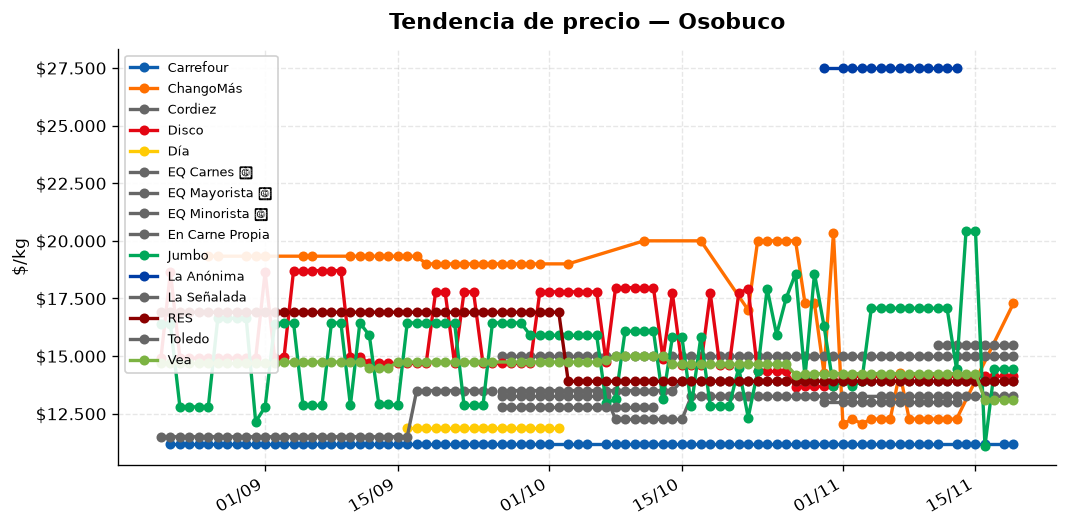 Tendencia de precio — Osobuco
$/kg
$27.500
$25.000
$22.500
$20.000
$17.500
$15.000
$12.500
Carrefour
ChangoMás
Cordiez
Disco
Día
EQ Carnes
EQ Mayorista
EQ Minorista
En Carne Propia
Jumbo
La Anónima
La Señalada
RES
Toledo
Vea
01/09
15/09
01/10
15/10
01/11
15/11